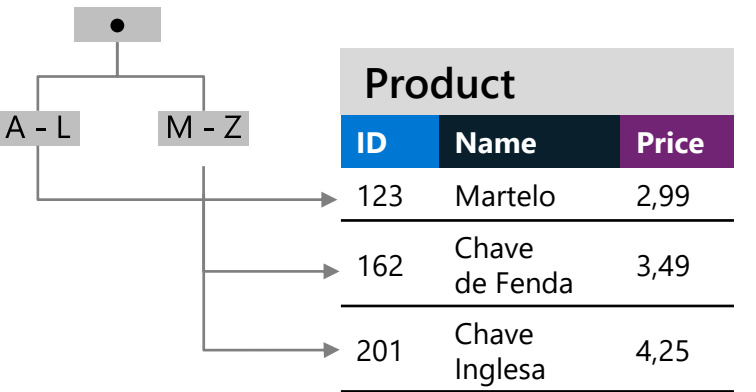 A - L
M - Z
Product
ID Name Price
123 Martelo 2,99
162 Chave de Fenda 3,49
201 Chave Inglesa 4,25